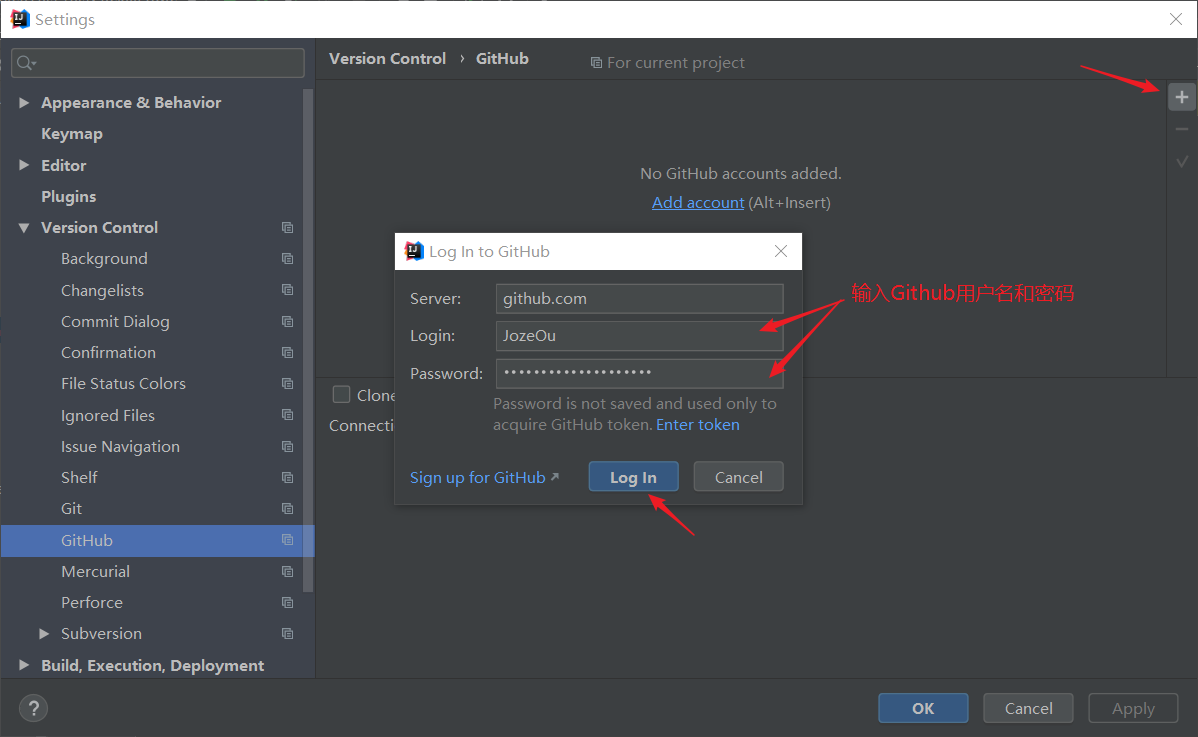 Settings
Version Control › GitHub For current project
Appearance & Behavior
Keymap
Editor
Plugins
Version Control
Background
Changelists
Commit Dialog
Confirmation
File Status Colors
Ignored Files
Issue Navigation
Shelf
Git
GitHub
Mercurial
Perforce
Subversion
Build, Execution, Deployment
No GitHub accounts added.
Add account (Alt+Insert)
Log In to GitHub
Server: github.com
Login: JozeOu
Password: ••••••••••••••••••••
Password is not saved and used only to
acquire GitHub token. Enter token
Sign up for GitHub Log In Cancel
输入Github用户名和密码
Clone
Connecti
? OK Cancel Apply